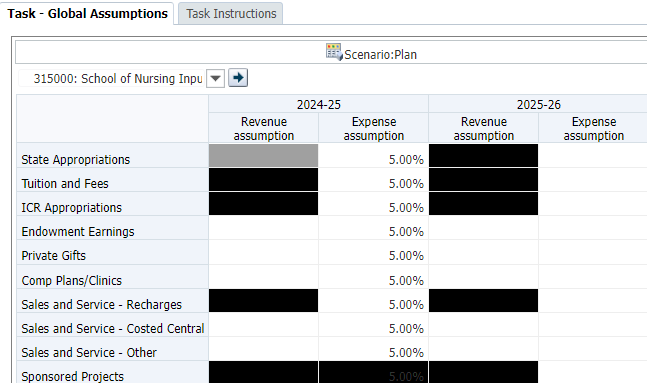 Task - Global Assumptions Task Instructions
Scenario:Plan
315000: School of Nursing Inpu
2024-25 2025-26
Revenue assumption Expense assumption Revenue assumption Expense assumption
State Appropriations 5.00%
Tuition and Fees 5.00%
ICR Appropriations 5.00%
Endowment Earnings 5.00%
Private Gifts 5.00%
Comp Plans/Clinics 5.00%
Sales and Service - Recharges 5.00%
Sales and Service - Costed Central 5.00%
Sales and Service - Other 5.00%
Sponsored Projects 5.00%